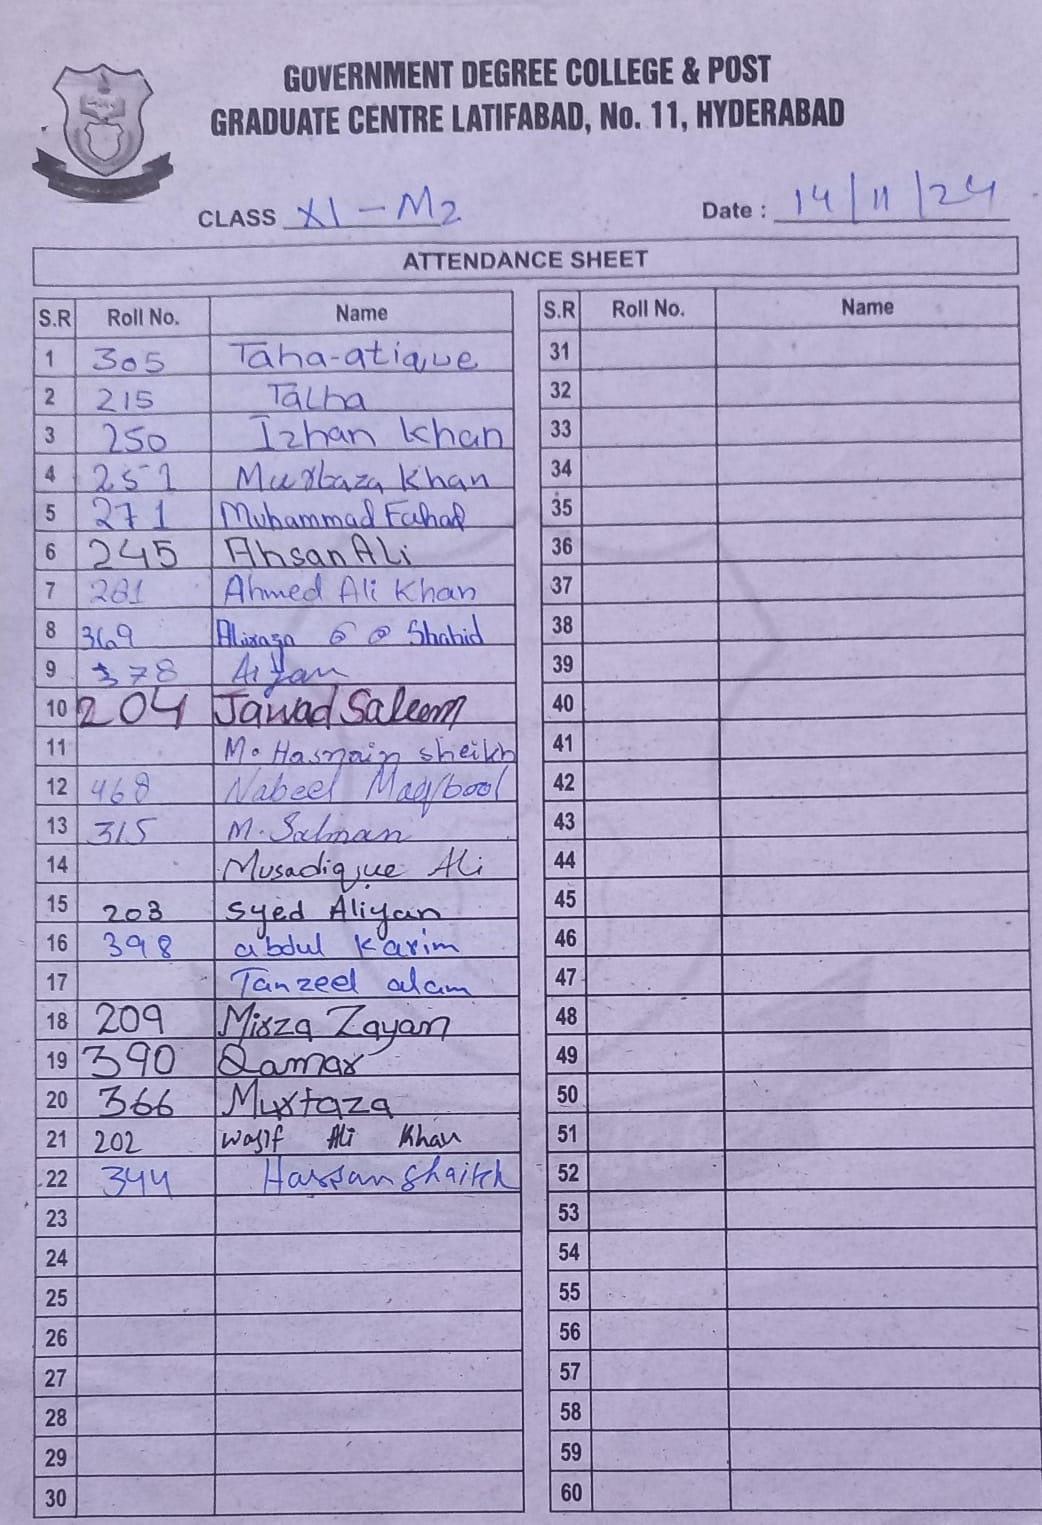 GOVERNMENT DEGREE COLLEGE & POST
GRADUATE CENTRE LATIFABAD, No. 11, HYDERABAD
CLASS XI - M2 Date : 14/11/24
ATTENDANCE SHEET
S.R Roll No. Name S.R Roll No. Name
1 305 Taha-atique 31
2 215 Talha 32
3 250 Izhan Khan 33
4 251 Murtaza Khan 34
5 271 Muhammad Fahad 35
6 245 Ahsan Ali 36
7 281 Ahmed Ali Khan 37
8 369 Aliraza Shahid 38
9 378 39
10 204 Jawad Saleem 40
11 M. Hasnain Sheikh 41
12 468 Nabeel Maqbool 42
13 315 M. Salman 43
14 Musadique Ali 44
15 203 Syed Aliyan 45
16 398 abdul Karim 46
17 Tanzeel alam 47
18 209 Mirza Zayan 48
19 390 Qamar 49
20 366 Murtaza 50
21 202 Wasif Ali Khan 51
22 344 Hassan Shaikh 52
23 53
24 54
25 55
26 56
27 57
28 58
29 59
30 60